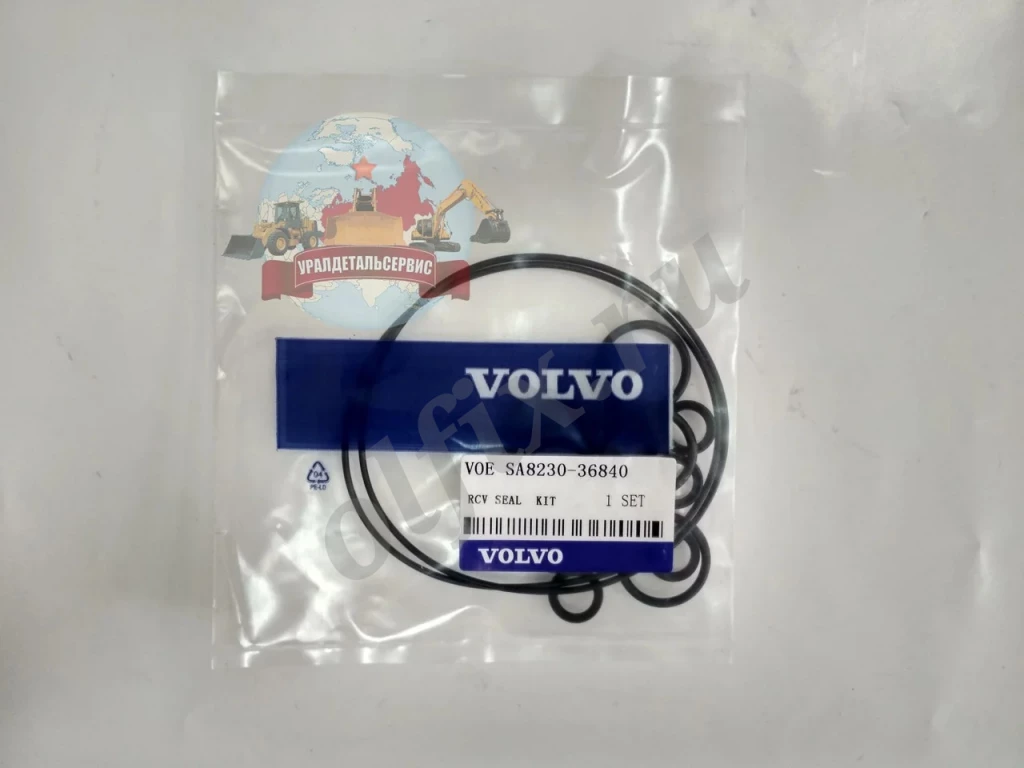 УРАЛДЕТАЛЬСЕРВИС
VOLVO
04
PE-LD
VOE SA8230-36840
RCV SEAL KIT 1 SET
VOLVO
olfix.ru